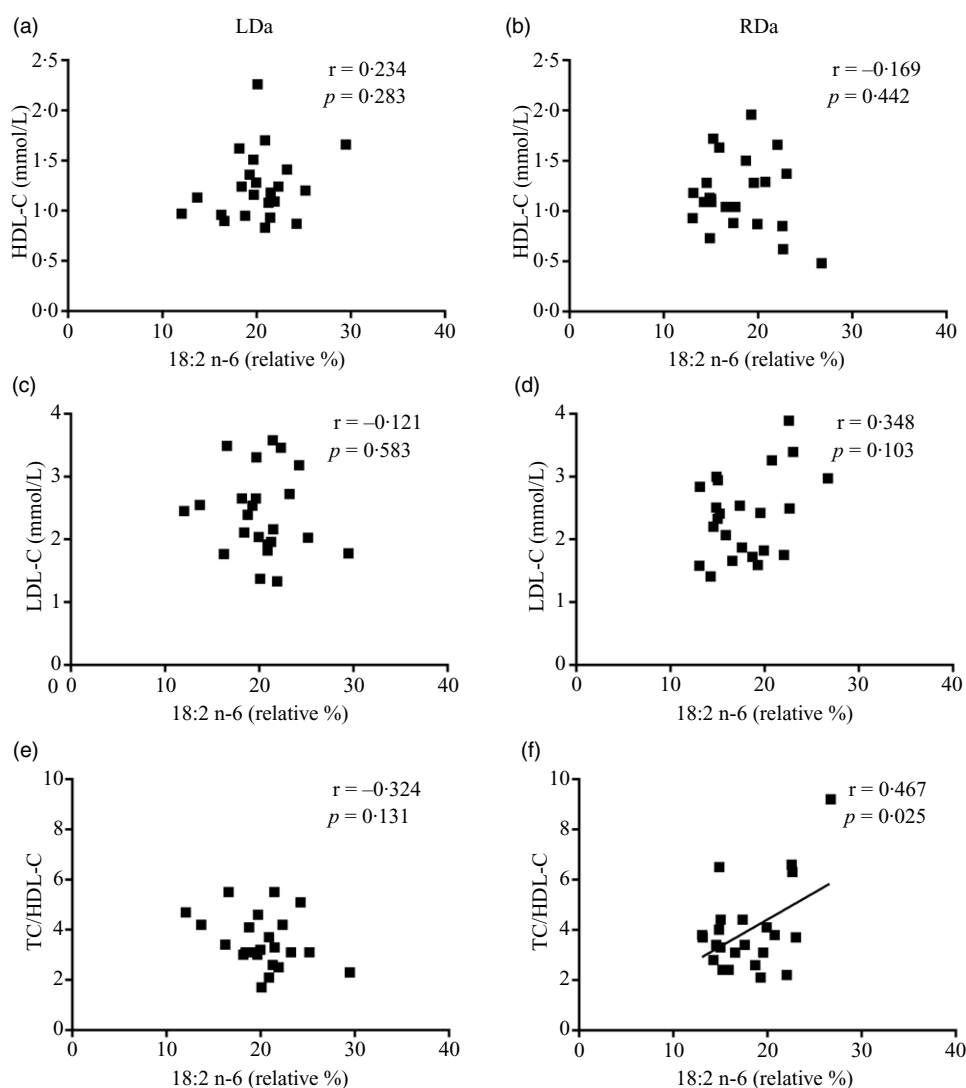 (a)
LDa
HDL-C (mmol/L)
2·5
2·0
1·5
1·0
0·5
0·0
r = 0·234
p = 0·283
0 10 20 30 40
18:2 n-6 (relative %)
(b)
RDa
HDL-C (mmol/L)
2·5
2·0
1·5
1·0
0·5
0·0
r = –0·169
p = 0·442
0 10 20 30 40
18:2 n-6 (relative %)
(c)
LDL-C (mmol/L)
4
3
2
1
0
r = –0·121
p = 0·583
0 0 10 20 30 40
18:2 n-6 (relative %)
(d)
LDL-C (mmol/L)
4
3
2
1
0
r = 0·348
p = 0·103
0 10 20 30 40
18:2 n-6 (relative %)
(e)
TC/HDL-C
10
8
6
4
2
0
r = –0·324
p = 0·131
0 10 20 30 40
18:2 n-6 (relative %)
(f)
TC/HDL-C
10
8
6
4
2
0
r = 0·467
p = 0·025
0 10 20 30 40
18:2 n-6 (relative %)